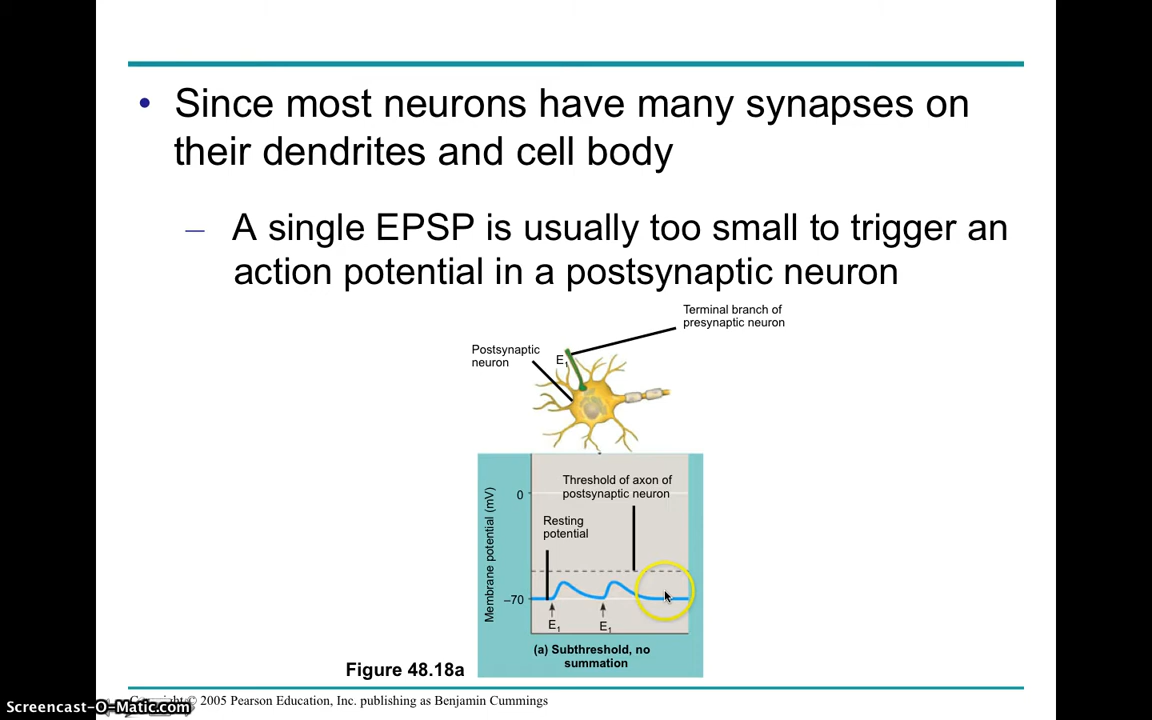 • Since most neurons have many synapses on
their dendrites and cell body
– A single EPSP is usually too small to trigger an
action potential in a postsynaptic neuron
Terminal branch of
presynaptic neuron
Postsynaptic
neuron
E1
Threshold of axon of
postsynaptic neuron
0
Resting
potential
Membrane potential (mV)
–70
E1 E1
(a) Subthreshold, no
summation
Figure 48.18a
© 2005 Pearson Education, Inc. publishing as Benjamin Cummings
Screencast-O-Matic.com